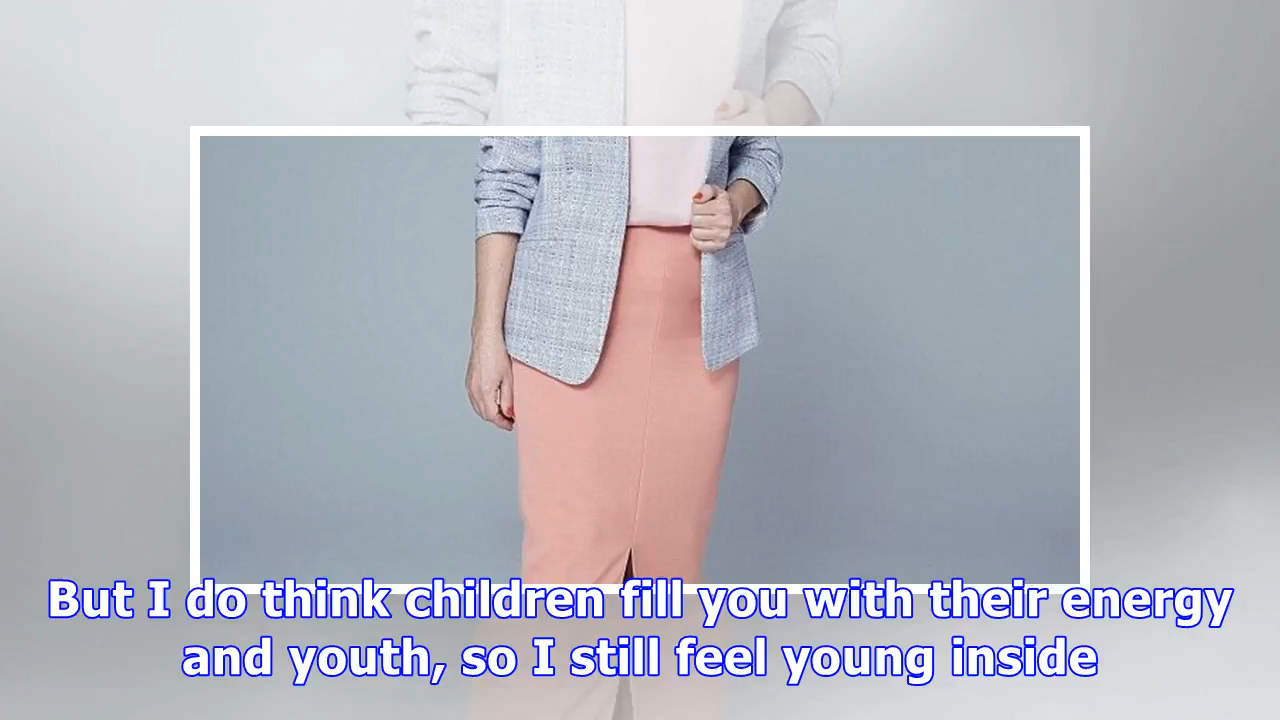 But I do think children fill you with their energy
and youth, so I still feel young inside